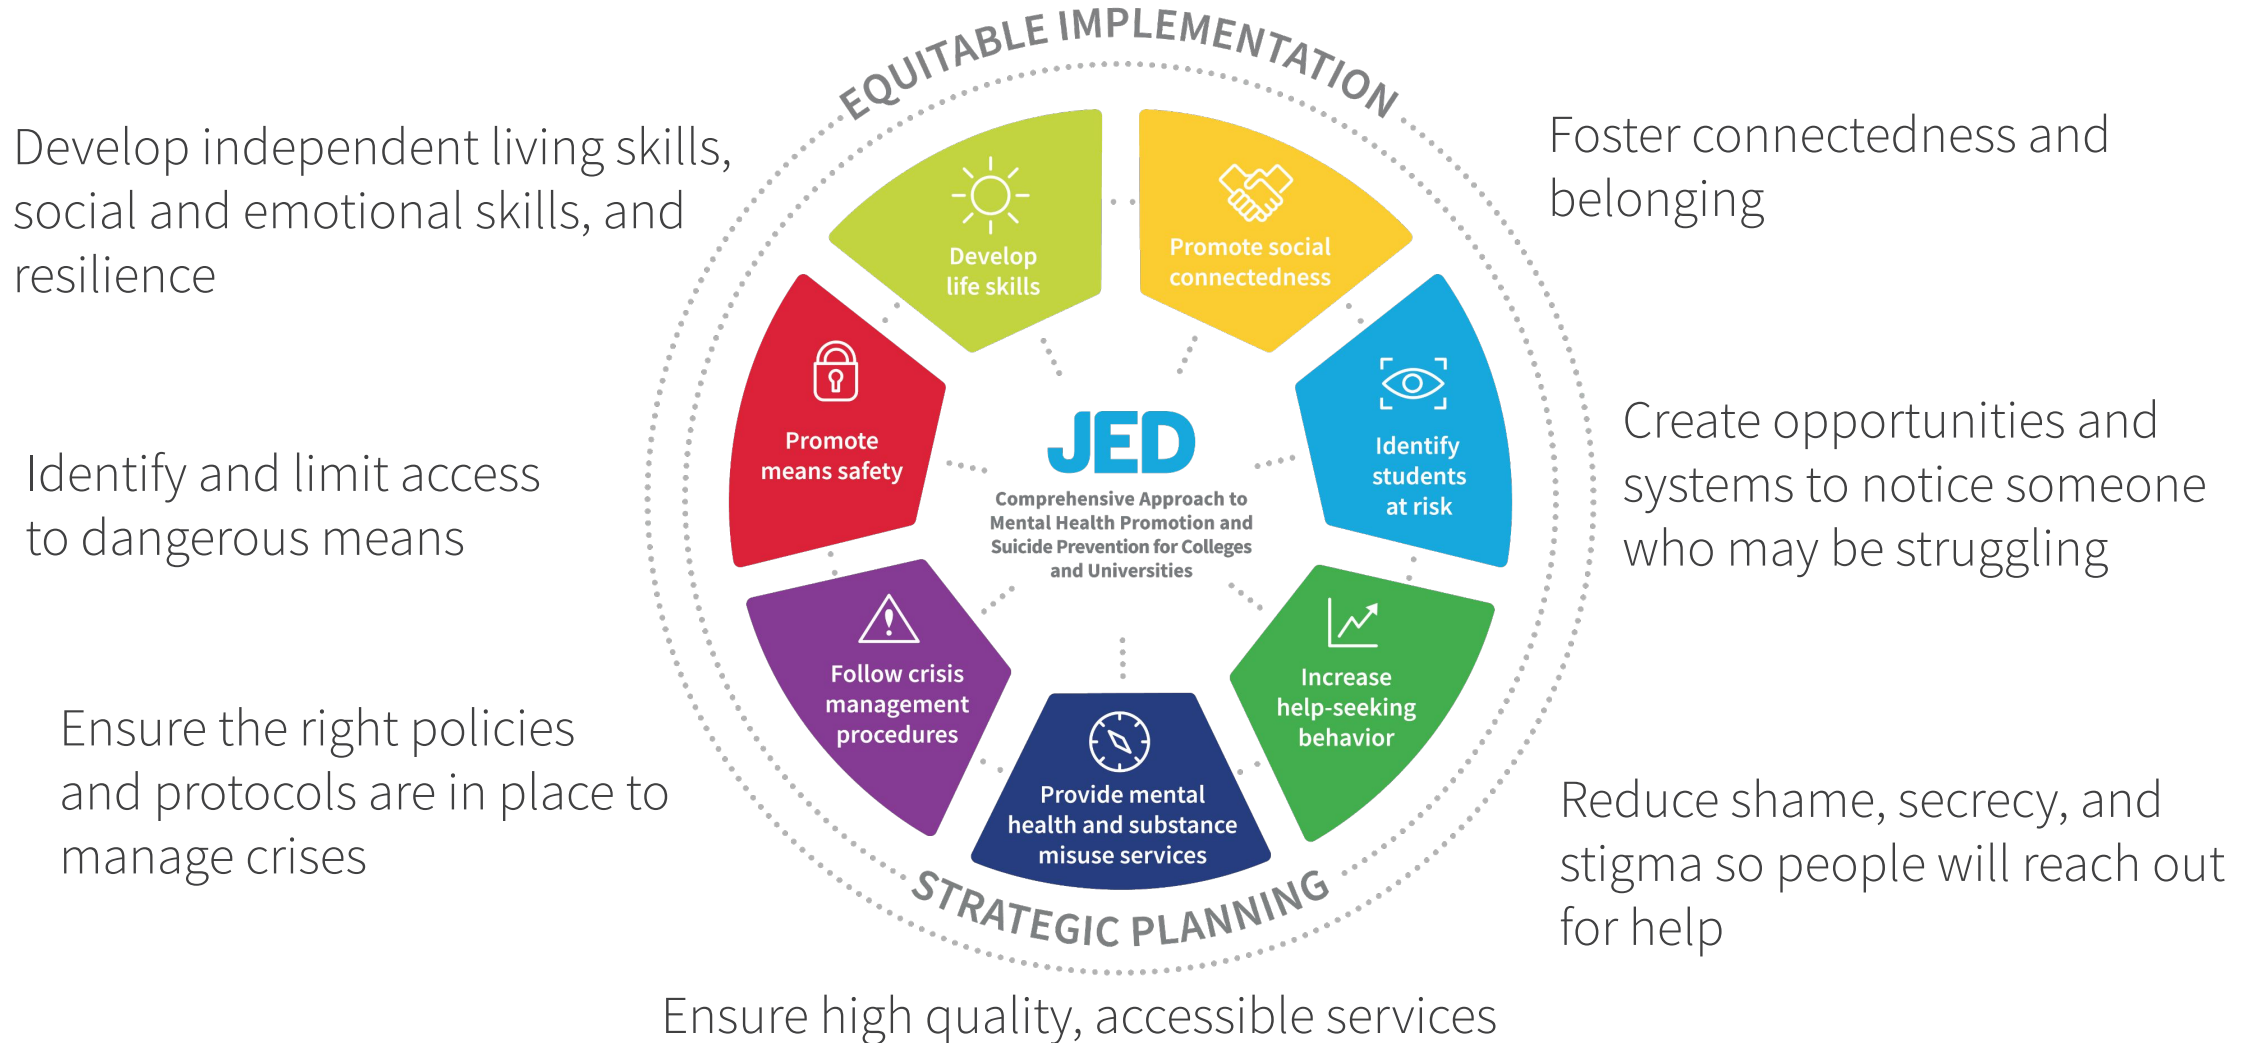 EQUITABLE IMPLEMENTATION
Develop independent living skills,
social and emotional skills, and
resilience
Foster connectedness and
belonging
Develop
life skills
Promote social
connectedness
Promote
means safety
Identify
students
at risk
Identify and limit access
to dangerous means
Create opportunities and
systems to notice someone
who may be struggling
JED
Comprehensive Approach to
Mental Health Promotion and
Suicide Prevention for Colleges
and Universities
Follow crisis
management
procedures
Increase
help-seeking
behavior
Provide mental
health and substance
misuse services
Ensure the right policies
and protocols are in place to
manage crises
Reduce shame, secrecy, and
stigma so people will reach out
for help
STRATEGIC PLANNING
Ensure high quality, accessible services